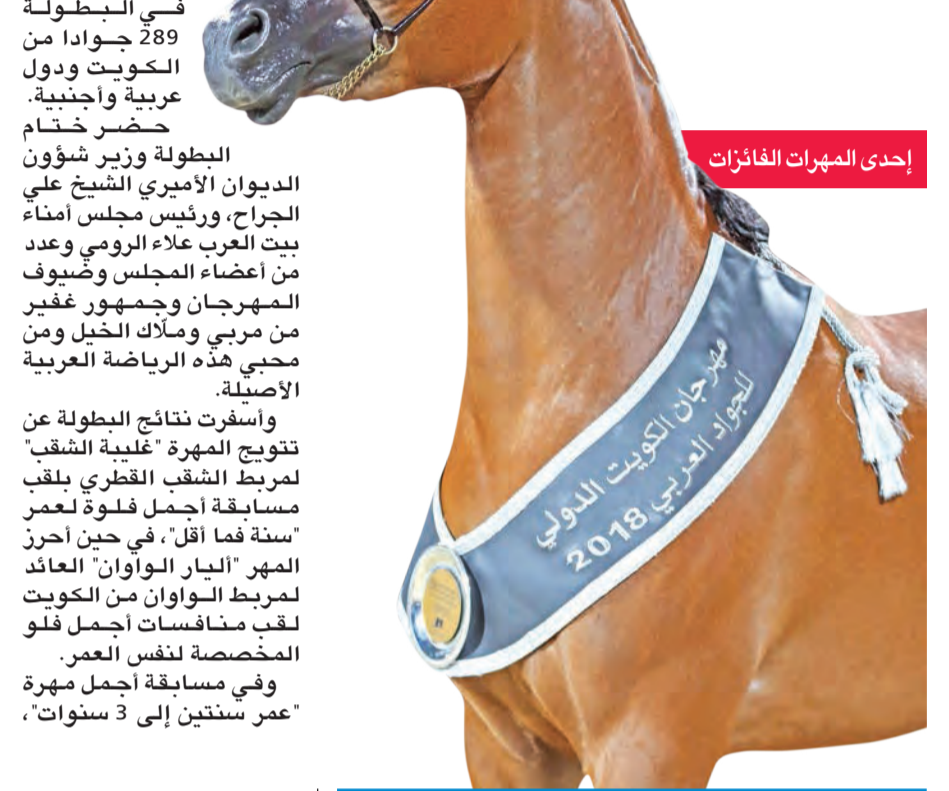 في البطولة
289 جوادا من
الكويت ودول
عربية وأجنبية.
حضر ختام
البطولة وزير شؤون
الديوان الأميري الشيخ علي
الجراح، ورئيس مجلس أمناء
بيت العرب علاء الرومي وعدد
من أعضاء المجلس وضيوف
المهرجان وجمهور غفير
من مربي وملّاك الخيل ومن
محبي هذه الرياضة العربية
الأصيلة.
وأسفرت نتائج البطولة عن
تتويج المهرة "غليبة الشقب"
لمربط الشقب القطري بلقب
مسابقة أجمل فلوة لعمر
"سنة فما أقل"، في حين أحرز
المهر "أليار الواوان" العائد
لمربط الواوان من الكويت
لقب منافسات أجمل فلو
المخصصة لنفس العمر.
وفي مسابقة أجمل مهرة
"عمر سنتين إلى 3 سنوات"،
إحدى المهرات الفائزات
مهرجان الكويت الدولي
للجواد العربي 2018